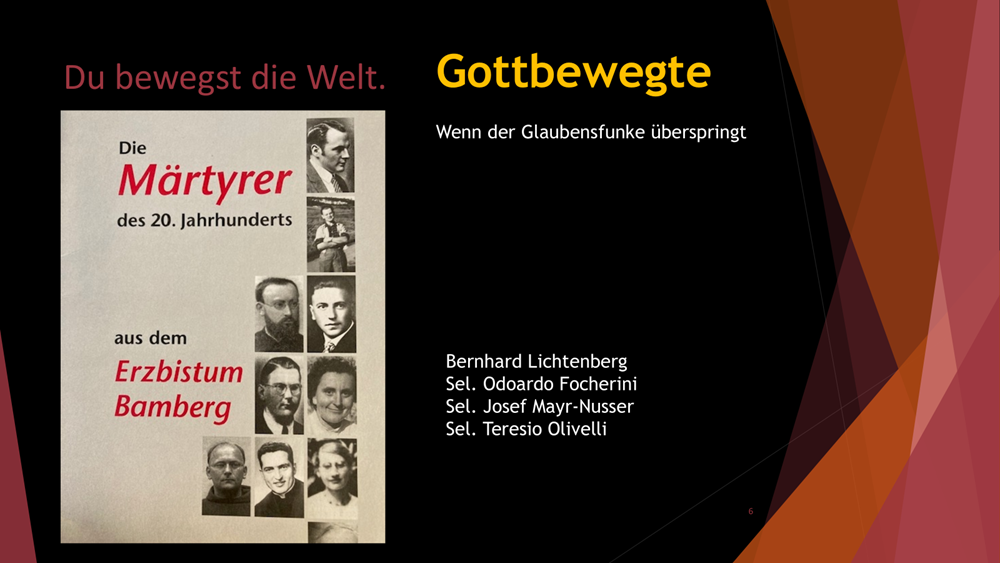 Du bewegst die Welt.
Die
Märtyrer
des 20. Jahrhunderts
aus dem
Erzbistum
Bamberg
Gottbewegte
Wenn der Glaubensfunke überspringt
Bernhard Lichtenberg
Sel. Odoardo Focherini
Sel. Josef Mayr-Nusser
Sel. Teresio Olivelli
6